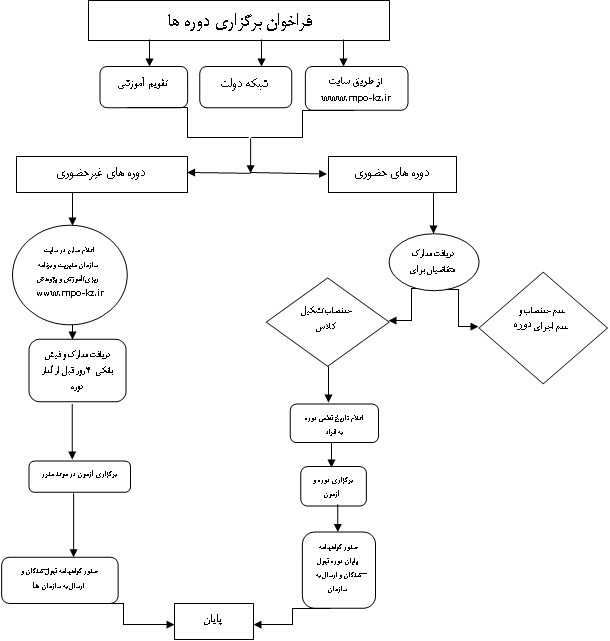 فراخوان برگزاری دوره ها
تقویم آموزشی
شبکه دولت
از طریق سایت
www.mpo-kz.ir
دوره های غیرحضوری
دوره های حضوری
اعلام منابع در سایت
سازمان مدیریت و برنامه
ریزی/آموزش و پژوهش
www.mpo-kz.ir
دریافت مدارک
متقاضیان برای
حدنصاب/تشکیل
کلاس
عدم حدنصاب و
عدم اجرای دوره
دریافت مدارک و فیش
بانکی روز قبل از آغاز
دوره
اعلام تاریخ قطعی دوره
به افراد
برگزاری آزمون در موعد مقرر
برگزاری دوره و
آزمون
صدور گواهینامه قبول شدگان و
ارسال به سازمان ها
صدور گواهینامه
پایان دوره قبول
شدگان و ارسال به
سازمان
پایان